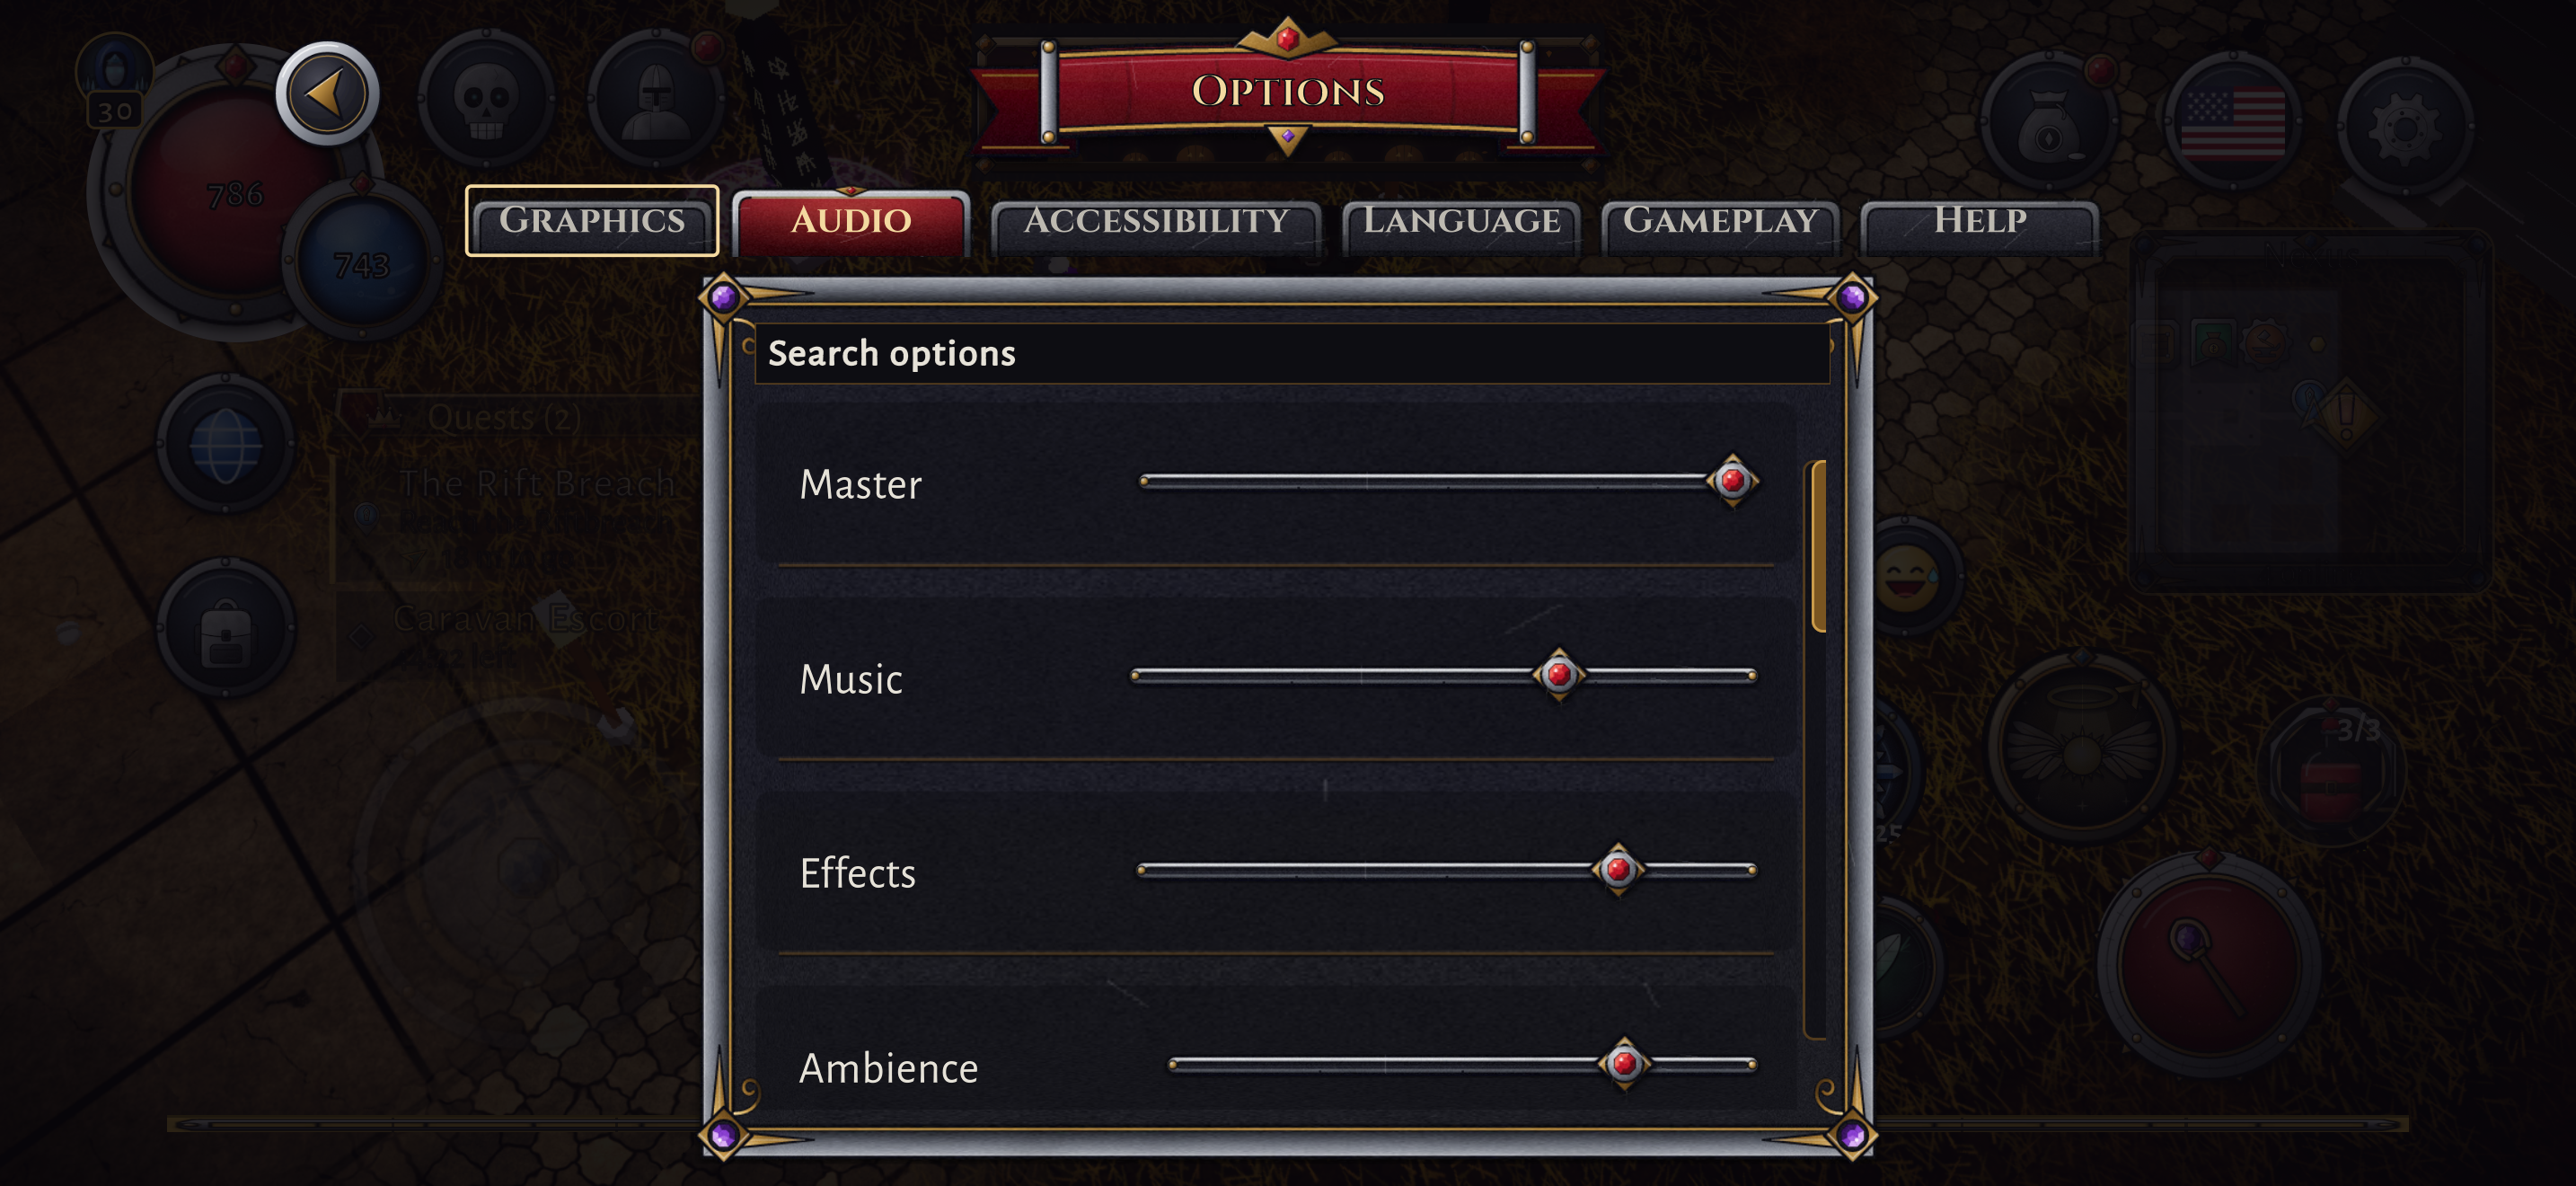 Options
30
786
743
Graphics
Audio
Accessibility
Language
Gameplay
Help
Search options
Quests (2)
The Rift Breach
Caravan Escort
Master
Music
Effects
Ambience
3/3
25